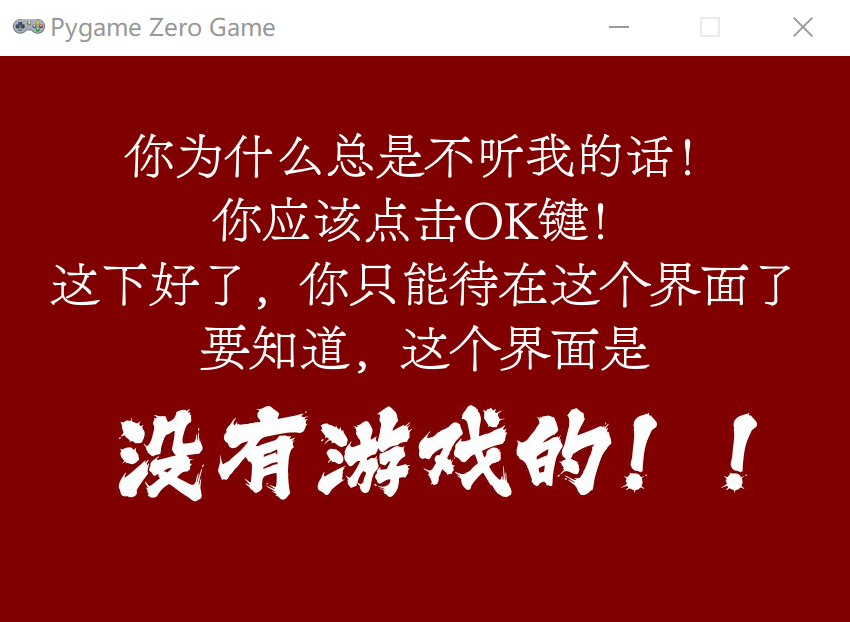 Pygame Zero Game
你为什么总是不听我的话！
你应该点击OK键！
这下好了，你只能待在这个界面了
要知道，这个界面是
没有游戏的！！